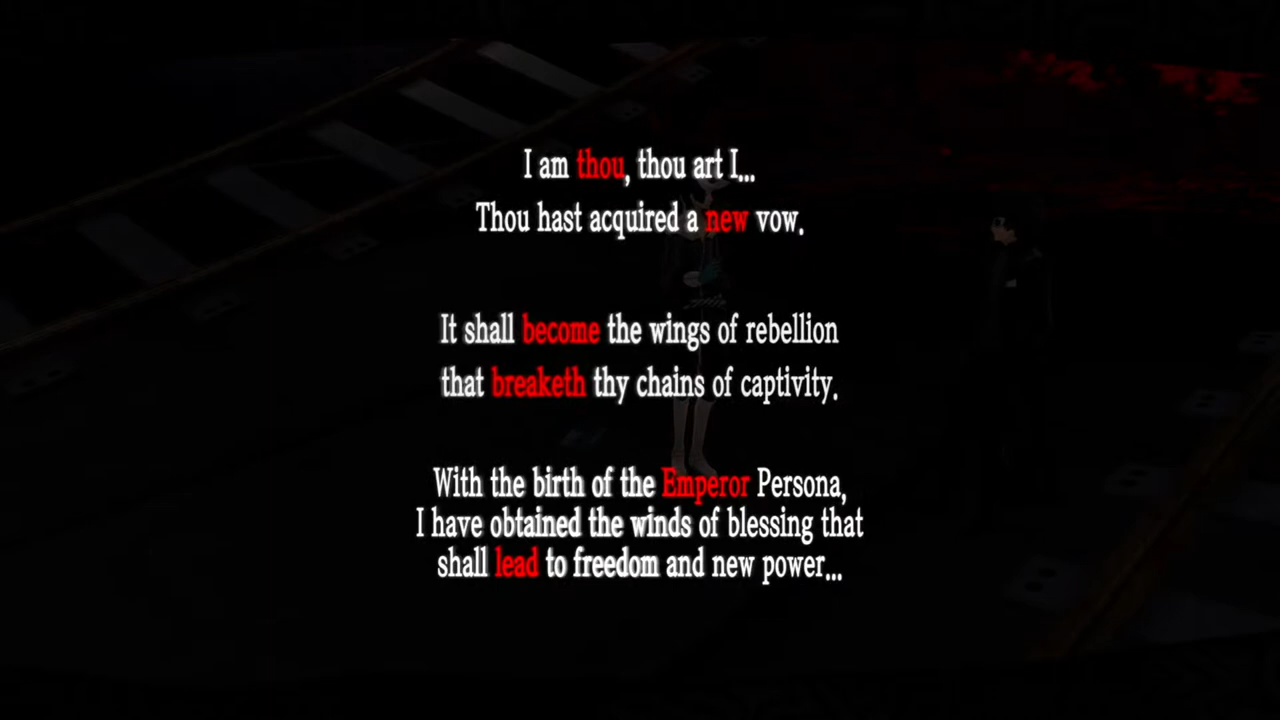 I am thou, thou art I...
Thou hast acquired a new vow.
It shall become the wings of rebellion
that breaketh thy chains of captivity.
With the birth of the Emperor Persona,
I have obtained the winds of blessing that
shall lead to freedom and new power...